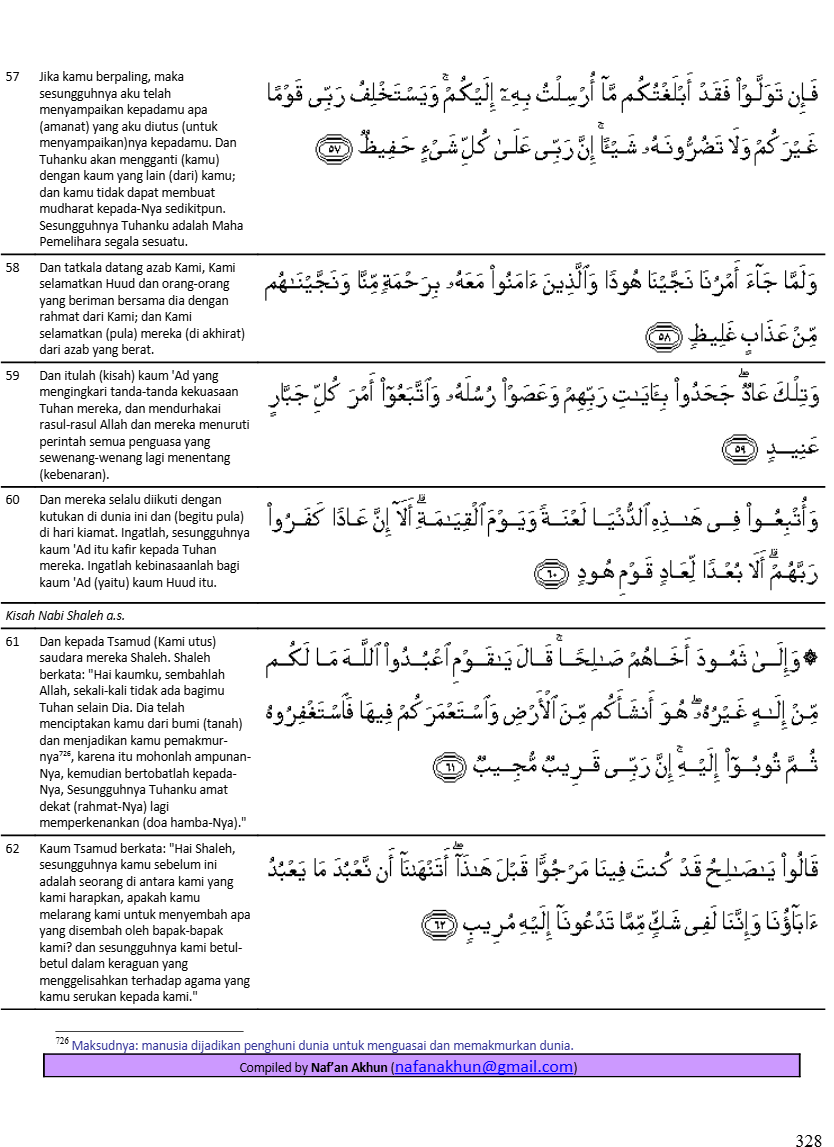 57 Jika kamu berpaling, maka
sesungguhnya aku telah
menyampaikan kepadamu apa
(amanat) yang aku diutus (untuk
menyampaikan)nya kepadamu. Dan
Tuhanku akan mengganti (kamu)
dengan kaum yang lain (dari) kamu;
dan kamu tidak dapat membuat
mudharat kepada-Nya sedikitpun.
Sesungguhnya Tuhanku adalah Maha
Pemelihara segala sesuatu.
فَإِن تَوَلَّوْا۟ فَقَدْ أَبْلَغْتُكُم مَّآ أُرْسِلْتُ بِهِۦٓ إِلَيْكُمْ ۚ وَيَسْتَخْلِفُ رَبِّى قَوْمًا
غَيْرَكُمْ وَلَا تَضُرُّونَهُۥ شَيْـًٔا ۚ إِنَّ رَبِّى عَلَىٰ كُلِّ شَىْءٍ حَفِيظٌ ٥٧
58 Dan tatkala datang azab Kami, Kami
selamatkan Huud dan orang-orang
yang beriman bersama dia dengan
rahmat dari Kami; dan Kami
selamatkan (pula) mereka (di akhirat)
dari azab yang berat.
وَلَمَّا جَآءَ أَمْرُنَا نَجَّيْنَا هُودًا وَٱلَّذِينَ ءَامَنُوا۟ مَعَهُۥ بِرَحْمَةٍ مِّنَّا وَنَجَّيْنَـٰهُم
مِّنْ عَذَابٍ غَلِيظٍ ٥٨
59 Dan itulah (kisah) kaum 'Ad yang
mengingkari tanda-tanda kekuasaan
Tuhan mereka, dan mendurhakai
rasul-rasul Allah dan mereka menuruti
perintah semua penguasa yang
sewenang-wenang lagi menentang
(kebenaran).
وَتِلْكَ عَادٌ ۖ جَحَدُوا۟ بِـَٔايَـٰتِ رَبِّهِمْ وَعَصَوْا۟ رُسُلَهُۥ وَٱتَّبَعُوٓا۟ أَمْرَ كُلِّ جَبَّارٍ
عَنِيدٍ ٥٩
60 Dan mereka selalu diikuti dengan
kutukan di dunia ini dan (begitu pula)
di hari kiamat. Ingatlah, sesungguhnya
kaum 'Ad itu kafir kepada Tuhan
mereka. Ingatlah kebinasaanlah bagi
kaum 'Ad (yaitu) kaum Huud itu.
وَأُتْبِعُوا۟ فِى هَـٰذِهِ ٱلدُّنْيَا لَعْنَةً وَيَوْمَ ٱلْقِيَـٰمَةِ ۗ أَلَآ إِنَّ عَادًا كَفَرُوا۟
رَبَّهُمْ ۗ أَلَا بُعْدًا لِّعَادٍ قَوْمِ هُودٍ ٦٠
Kisah Nabi Shaleh a.s.
61 Dan kepada Tsamud (Kami utus)
saudara mereka Shaleh. Shaleh
berkata: "Hai kaumku, sembahlah
Allah, sekali-kali tidak ada bagimu
Tuhan selain Dia. Dia telah
menciptakan kamu dari bumi (tanah)
dan menjadikan kamu pemakmur-
nya⁷²⁶, karena itu mohonlah ampunan-
Nya, kemudian bertobatlah kepada-
Nya, Sesungguhnya Tuhanku amat
dekat (rahmat-Nya) lagi
memperkenankan (doa hamba-Nya)."
۞ وَإِلَىٰ ثَمُودَ أَخَاهُمْ صَـٰلِحًا ۚ قَالَ يَـٰقَوْمِ ٱعْبُدُوا۟ ٱللَّهَ مَا لَكُم
مِّنْ إِلَـٰهٍ غَيْرُهُۥ ۖ هُوَ أَنشَأَكُم مِّنَ ٱلْأَرْضِ وَٱسْتَعْمَرَكُمْ فِيهَا فَٱسْتَغْفِرُوهُ
ثُمَّ تُوبُوٓا۟ إِلَيْهِ ۚ إِنَّ رَبِّى قَرِيبٌ مُّجِيبٌ ٦١
62 Kaum Tsamud berkata: "Hai Shaleh,
sesungguhnya kamu sebelum ini
adalah seorang di antara kami yang
kami harapkan, apakah kamu
melarang kami untuk menyembah apa
yang disembah oleh bapak-bapak
kami? dan sesungguhnya kami betul-
betul dalam keraguan yang
menggelisahkan terhadap agama yang
kamu serukan kepada kami."
قَالُوا۟ يَـٰصَـٰلِحُ قَدْ كُنتَ فِينَا مَرْجُوًّا قَبْلَ هَـٰذَآ ۖ أَتَنْهَىٰنَآ أَن نَّعْبُدَ مَا يَعْبُدُ
ءَابَآؤُنَا وَإِنَّنَا لَفِى شَكٍّ مِّمَّا تَدْعُونَآ إِلَيْهِ مُرِيبٍ ٦٢
⁷²⁶ Maksudnya: manusia dijadikan penghuni dunia untuk menguasai dan memakmurkan dunia.
Compiled by Naf’an Akhun (nafanakhun@gmail.com)
328